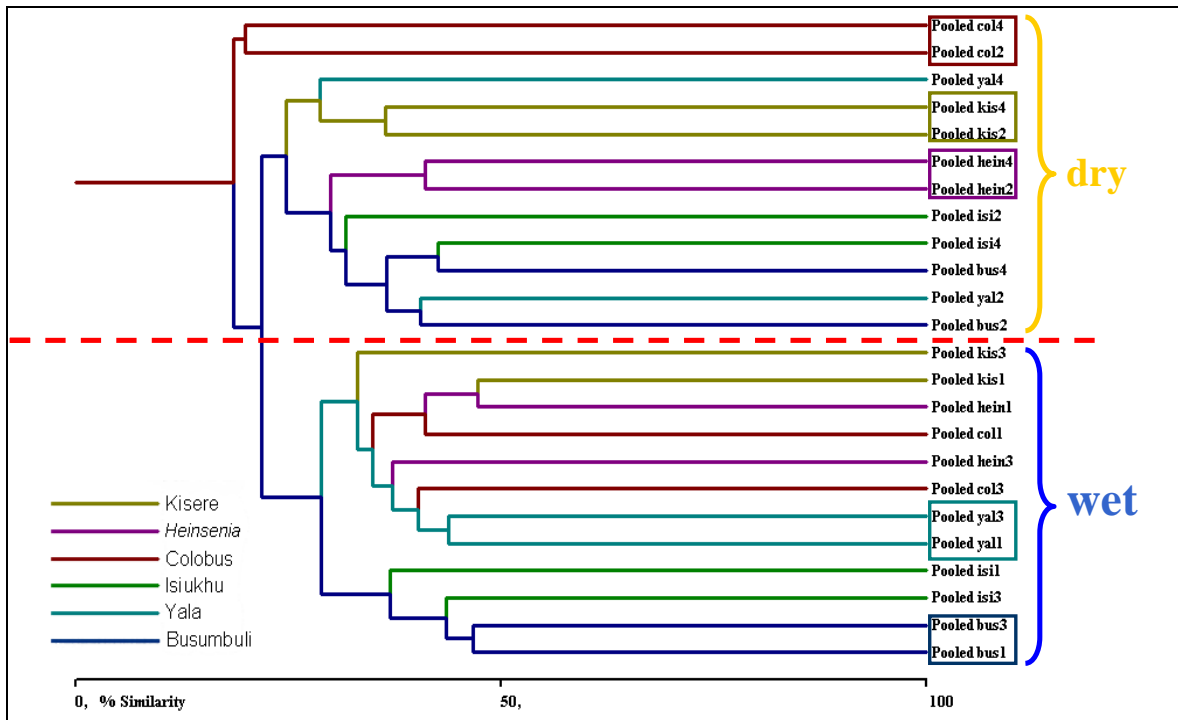 Pooled col4
Pooled col2
Pooled yal4
Pooled kis4
Pooled kis2
Pooled hein4
Pooled hein2
Pooled isi2
Pooled isi4
Pooled bus4
Pooled yal2
Pooled bus2
dry
Pooled kis3
Pooled kis1
Pooled hein1
Pooled col1
Pooled hein3
Pooled col3
Pooled yal3
Pooled yal1
Pooled isi1
Pooled isi3
Pooled bus3
Pooled bus1
wet
Kisere
Heinsenia
Colobus
Isiukhu
Yala
Busumbuli
0, % Similarity 50, 100